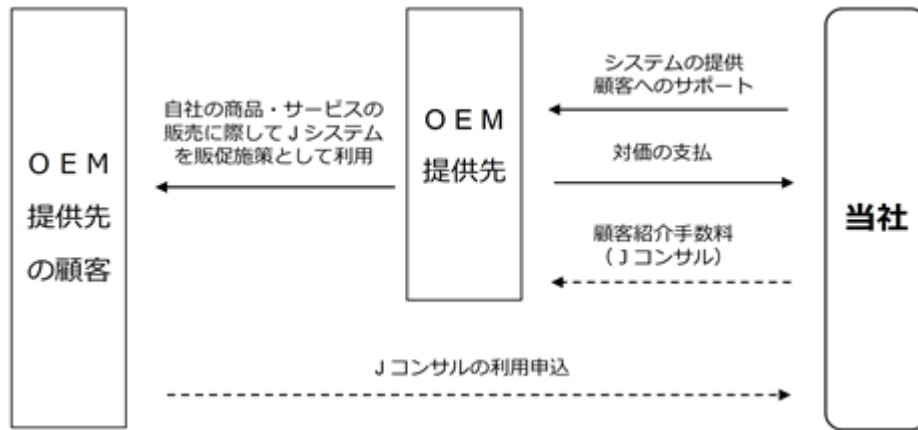 OEM
提供先
の顧客
自社の商品・サービスの
販売に際してJシステム
を販促施策として利用
OEM
提供先
システムの提供
顧客へのサポート
対価の支払
顧客紹介手数料
（Jコンサル）
当社
Jコンサルの利用申込